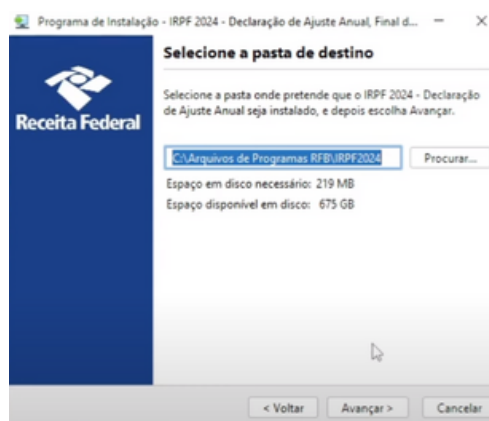 Programa de Instalação - IRPF 2024 - Declaração de Ajuste Anual, Final d...
Selecione a pasta de destino
Receita Federal
Selecione a pasta onde pretende que o IRPF 2024 - Declaração
de Ajuste Anual seja instalado, e depois escolha Avançar.
C:\Arquivos de Programas RFB\IRPF2024
Procurar...
Espaço em disco necessário: 219 MB
Espaço disponível em disco: 675 GB
< Voltar
Avançar >
Cancelar